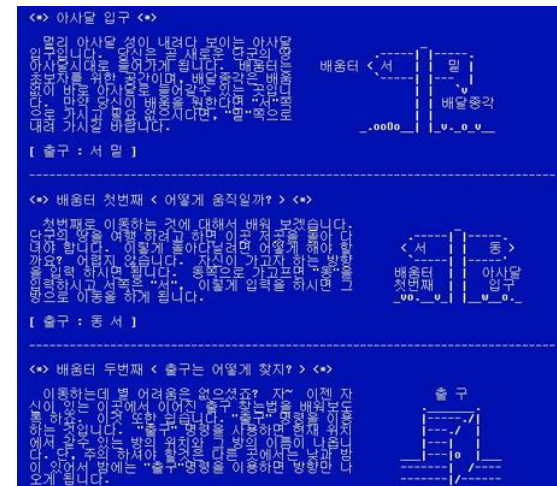 <*> 아사달 입구 <*>
멀리 아사달 성이 내려다 보이는 아사달
입구입니다. 당신은 곧 새로운 단군의 땅
아사달시대로 들어가게 됩니다. 배움터는
초보자를 위한 공간이며, 배달중각은 배움
없이 바로 아사달로 들어갈수 있는 곳입니
다. 만약 당신이 배움을 원한다면 "서"쪽
으로 가시고 필요 없으시다면, "밑"쪽으로
내려 가시길 바랍니다.
배움터 < 서 밑
배달중각
[ 출구 : 서 밑 ]
<*> 배움터 첫번째 < 어떻게 움직일까? > <*>
첫번째로 이동하는 것에 대해서 배워 보겠습니다.
단군의 땅을 여행 하려고 하면 이곳 저곳을 돌아 다
녀야 합니다. 이렇게 돌아다닐려면 어떻게 해야 할
까요? 어렵지 않습니다. 자신이 가고자 하는 방향
을 입력 하시면 됩니다. 동쪽으로 가고프면 "동"을
입력하시고 서쪽은 "서", 이렇게 입력을 하시면 그
방으로 이동을 하게 됩니다.
< 서 동 >
배움터 아사달
첫번째 입구
[ 출구 : 동 서 ]
<*> 배움터 두번째 < 출구는 어떻게 찾지? > <*>
이동하는데 별 어려움은 없으셨죠? 자~ 이젠 자
신이 있는 이곳에서 이어진 출구 찾는법을 배워보도
록 하죠. 이것 또한 쉽습니다. "출구" 명령을 사용
하는 것입니다. "출구" 명령을 사용하면 현재 위치
에서 갈수 있는 방의 위치와 그 방의 이름이 나옵니
다. 단, 주의 하셔야 할것은 다른 곳에서는 낮과 밤
이 있어서 밤에는 "출구"명령을 이용하면 방향만 나
오게 됩니다.
출 구